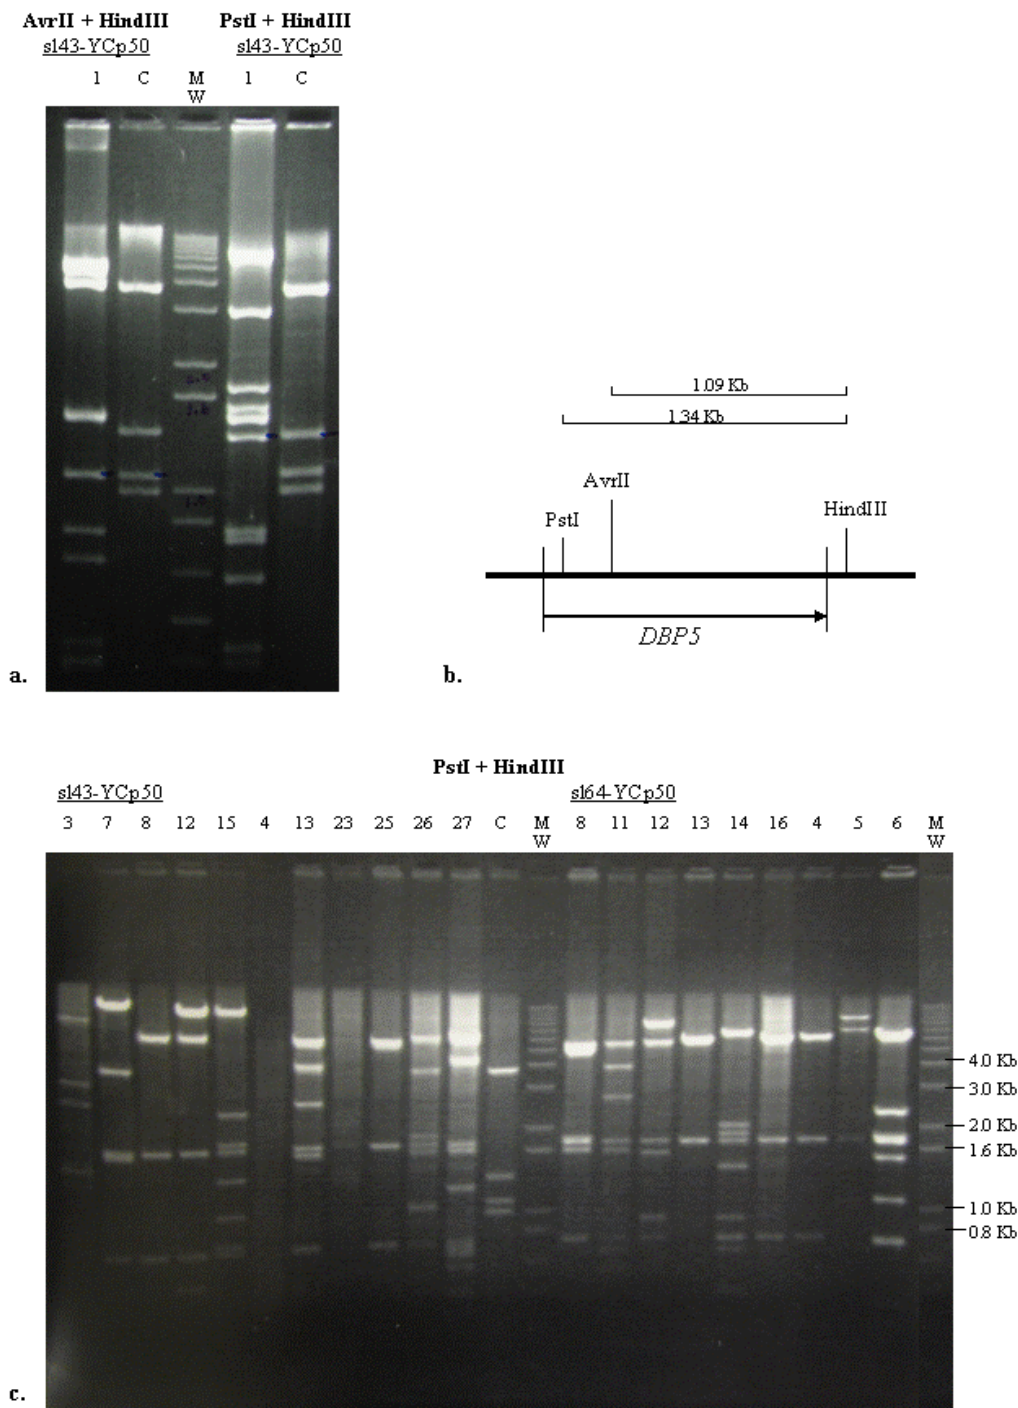 AvrII + HindIII PstI + HindIII
sl43-YCp50 sl43-YCp50
1 C M W 1 C
1.09 Kb
1.34 Kb
AvrII
PstI HindIII
DBP5
a. b.
PstI + HindIII
sl43-YCp50 sl64-YCp50
3 7 8 12 15 4 13 23 25 26 27 C M W 8 11 12 13 14 16 4 5 6 M W
4.0 Kb
3.0 Kb
2.0 Kb
1.6 Kb
1.0 Kb
0.8 Kb
c.